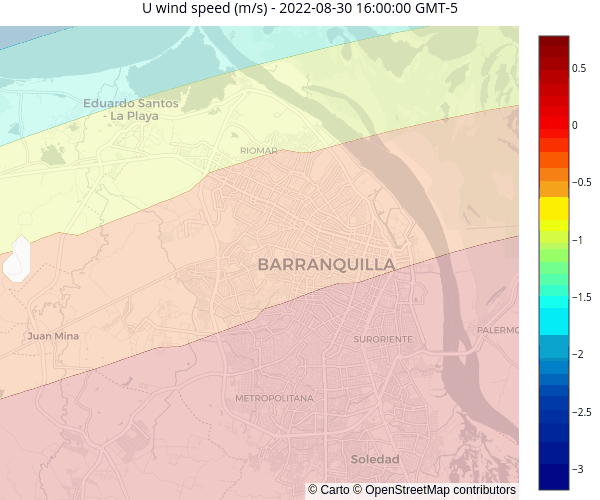 U wind speed (m/s) - 2022-08-30 16:00:00 GMT-5
Eduardo Santos
- La Playa
RIOMAR
BARRANQUILLA
Juan Mina
SURORIENTE
PALERMO
METROPOLITANA
Soledad
© Carto © OpenStreetMap contributors
0.5
0
−0.5
−1
−1.5
−2
−2.5
−3